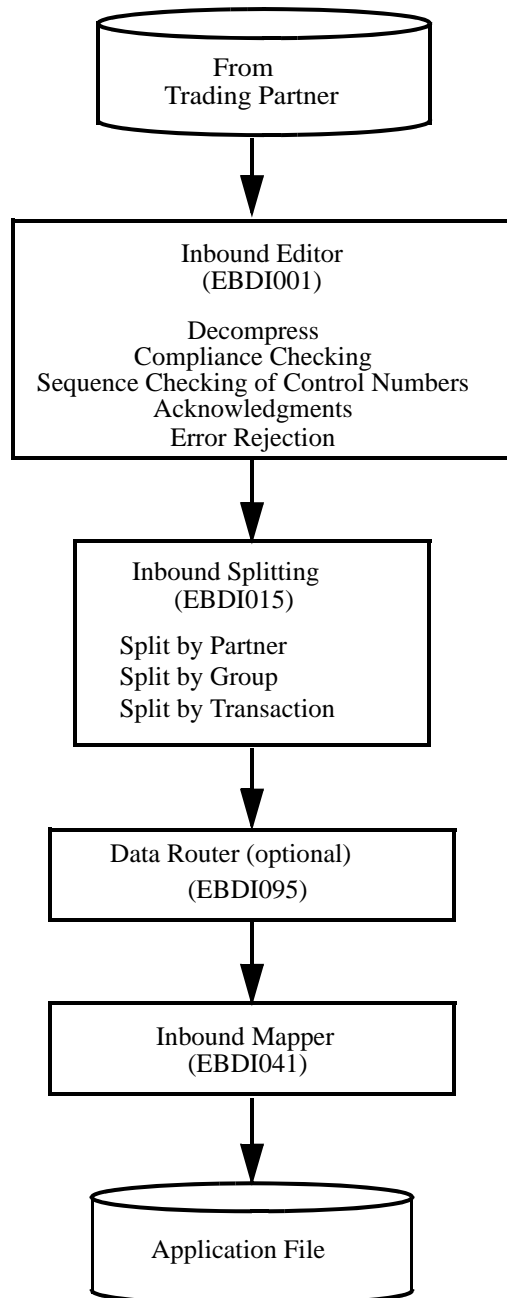 From
Trading Partner
Inbound Editor
(EBDI001)
Decompress
Compliance Checking
Sequence Checking of Control Numbers
Acknowledgments
Error Rejection
Inbound Splitting
(EBDI015)
Split by Partner
Split by Group
Split by Transaction
Data Router (optional)
(EBDI095)
Inbound Mapper
(EBDI041)
Application File